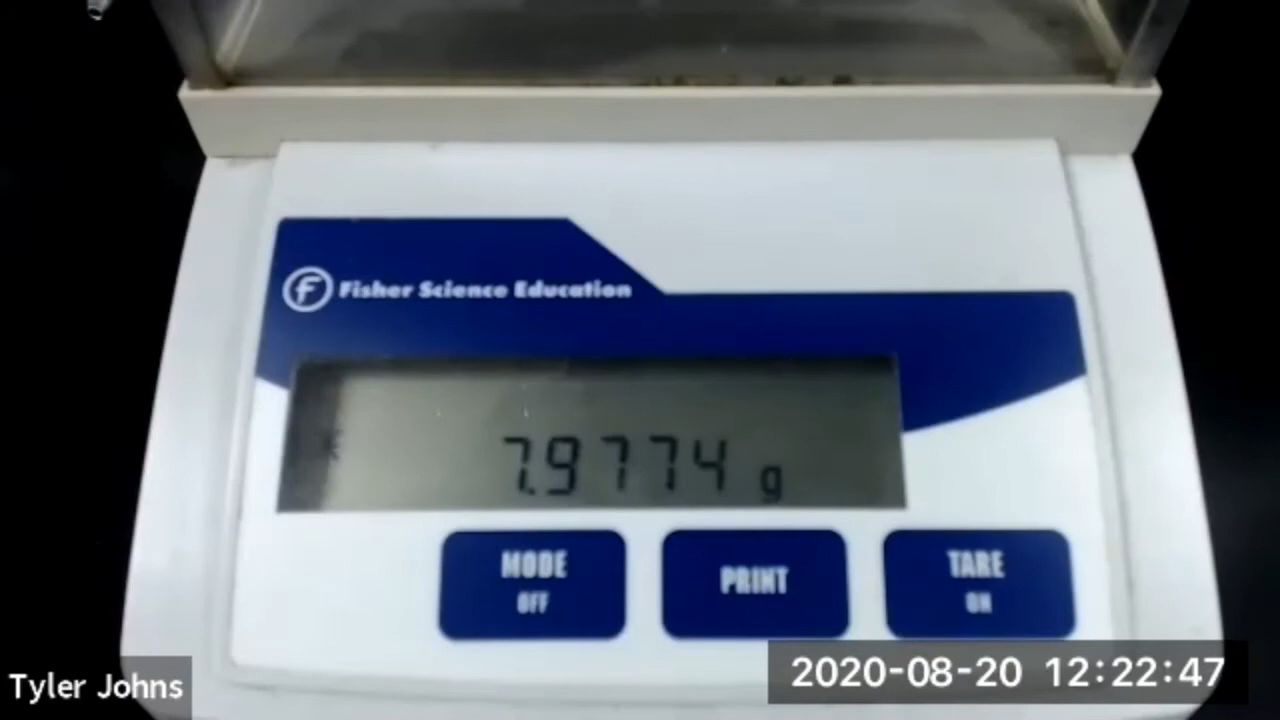 Fisher Science Education
7.9774 g
MODE
OFF
PRINT
TARE
ON
Tyler Johns
2020-08-20 12:22:47